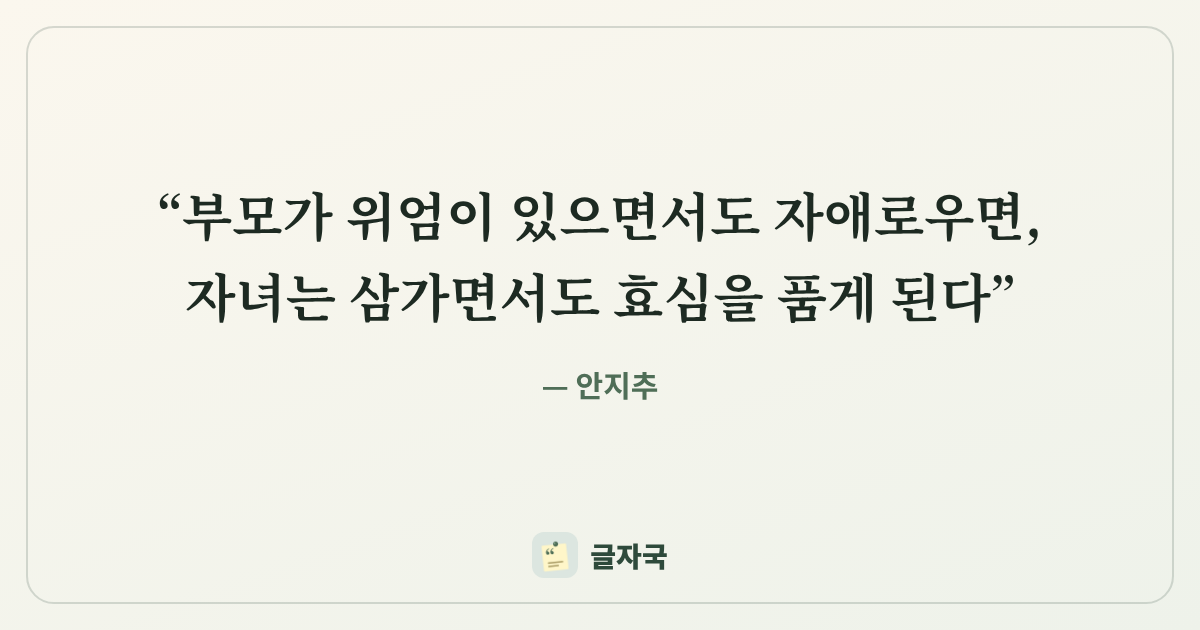 “부모가 위엄이 있으면서도 자애로우면,
자녀는 삼가면서도 효심을 품게 된다”
— 안지추
글자국